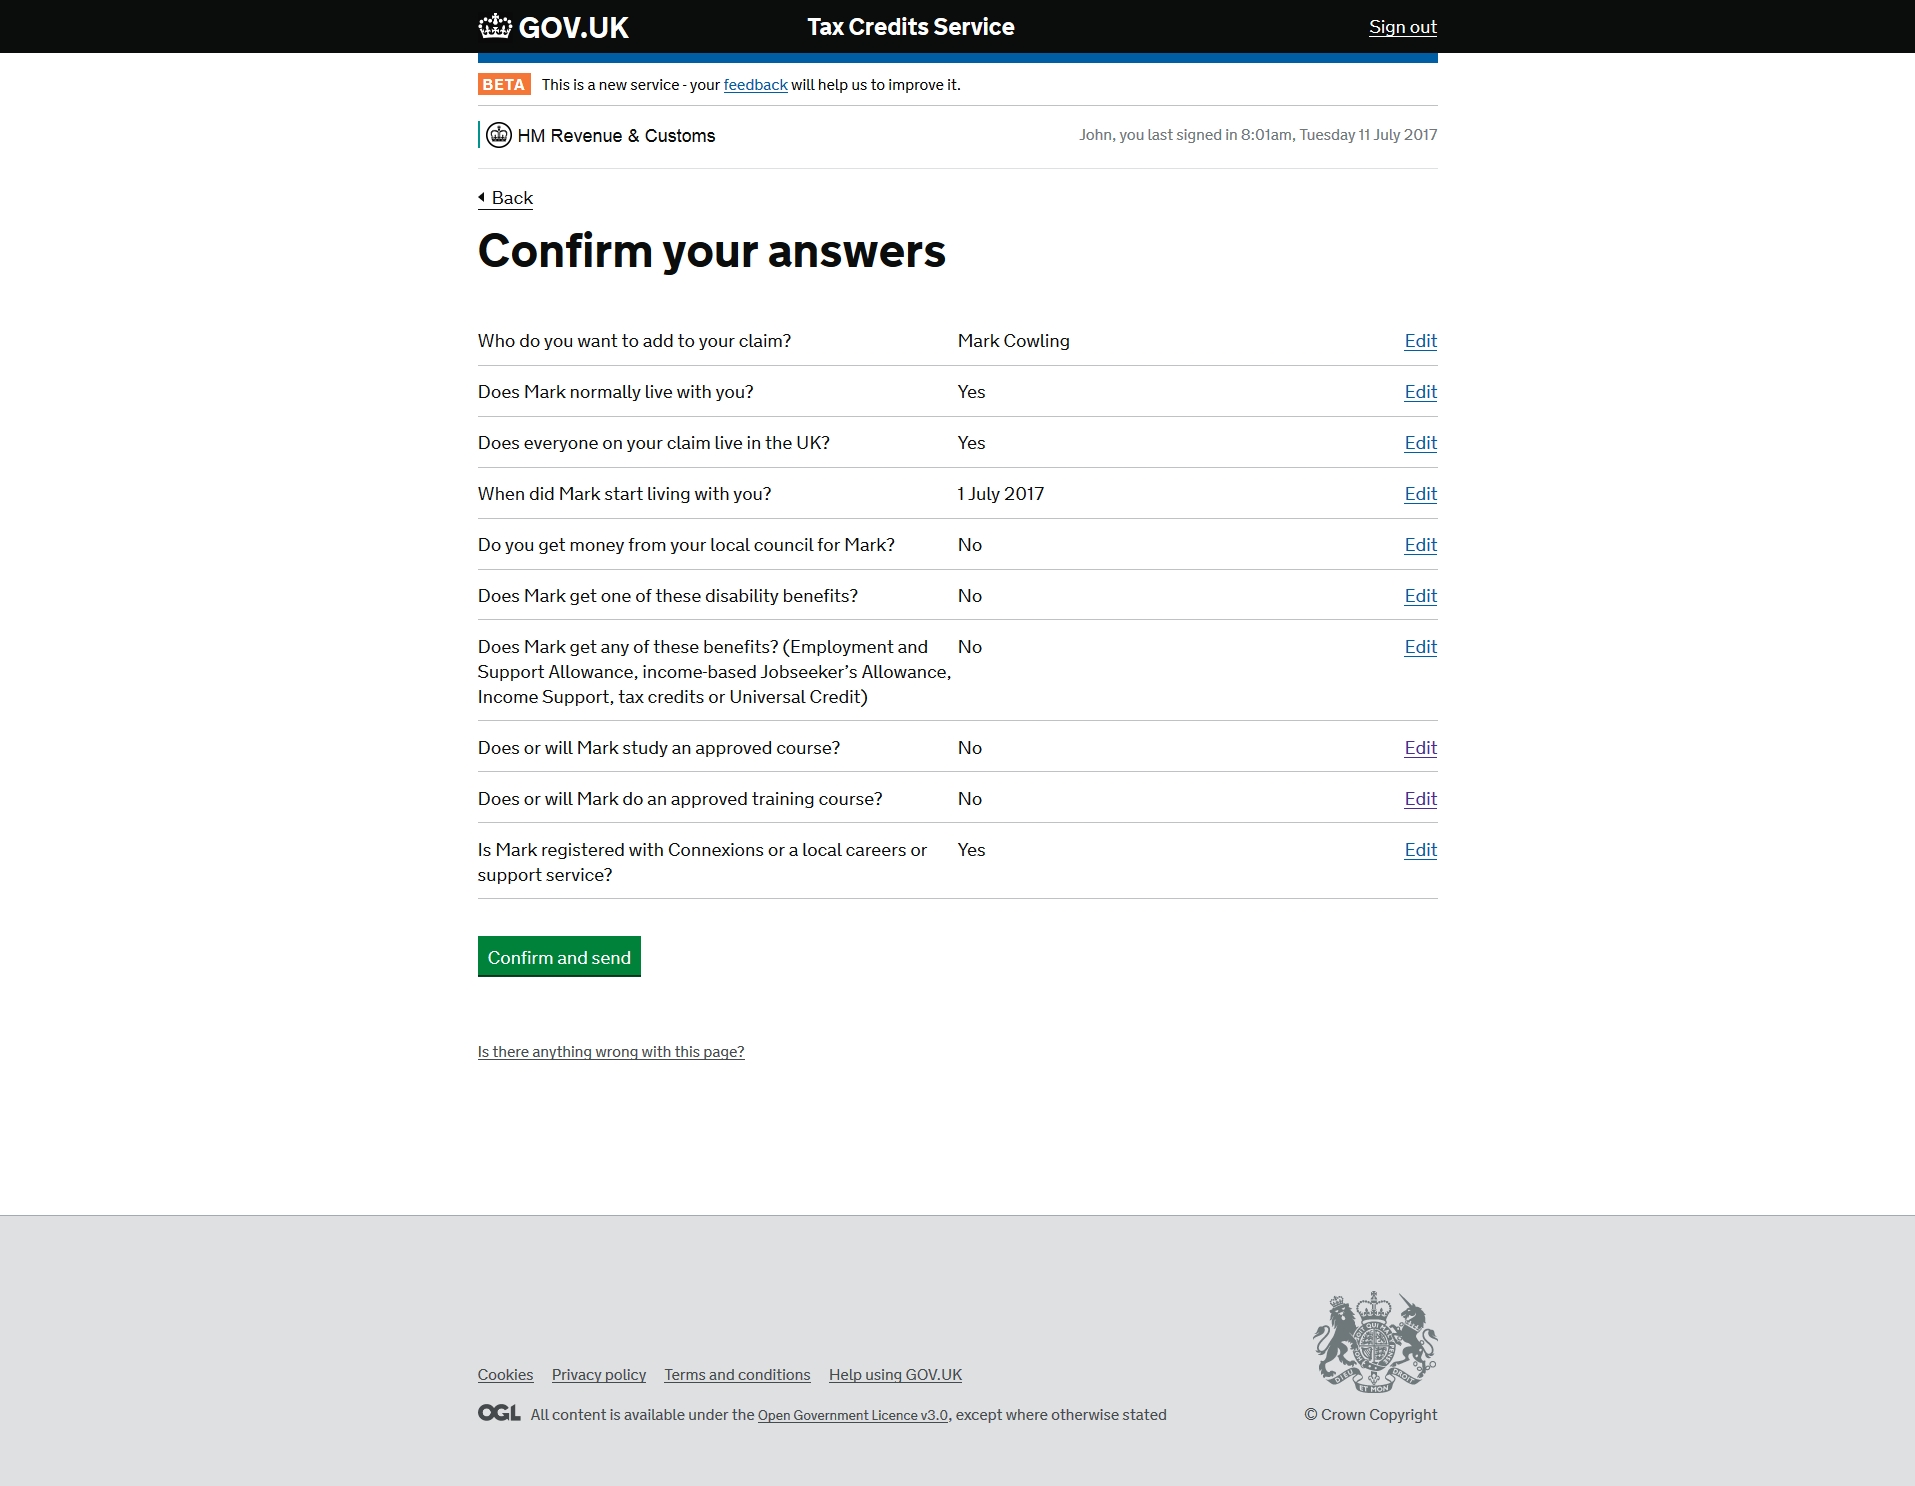 GOV.UK Tax Credits Service Sign out
BETA This is a new service - your feedback will help us to improve it.
HM Revenue & Customs John, you last signed in 8:01am, Tuesday 11 July 2017
Back
Confirm your answers
Who do you want to add to your claim? Mark Cowling Edit
Does Mark normally live with you? Yes Edit
Does everyone on your claim live in the UK? Yes Edit
When did Mark start living with you? 1 July 2017 Edit
Do you get money from your local council for Mark? No Edit
Does Mark get one of these disability benefits? No Edit
Does Mark get any of these benefits? (Employment and No Edit
Support Allowance, income-based Jobseeker’s Allowance,
Income Support, tax credits or Universal Credit)
Does or will Mark study an approved course? No Edit
Does or will Mark do an approved training course? No Edit
Is Mark registered with Connexions or a local careers or Yes Edit
support service?
Confirm and send
Is there anything wrong with this page?
DIEU ET MON DROIT
Cookies Privacy policy Terms and conditions Help using GOV.UK
OGL All content is available under the Open Government Licence v3.0, except where otherwise stated © Crown Copyright